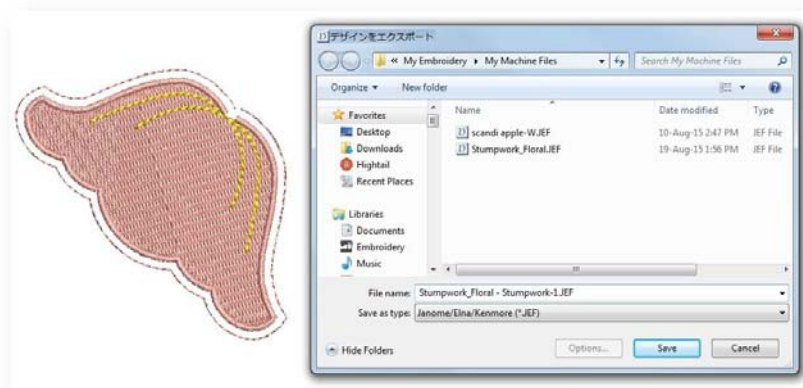 デザインをエクスポート
« My Embroidery ▸ My Machine Files
Search My Machine Files
Organize ▾ New folder
Favorites
Desktop
Downloads
Hightail
Recent Places
Libraries
Documents
Embroidery
Music
Name Date modified Type
scandi apple-W.JEF 10-Aug-15 2:47 PM JEF File
Stumpwork_Floral.JEF 19-Aug-15 1:56 PM JEF File
File name: Stumpwork_Floral - Stumpwork-1.JEF
Save as type: Janome/Elna/Kenmore (*.JEF)
Hide Folders Options... Save Cancel